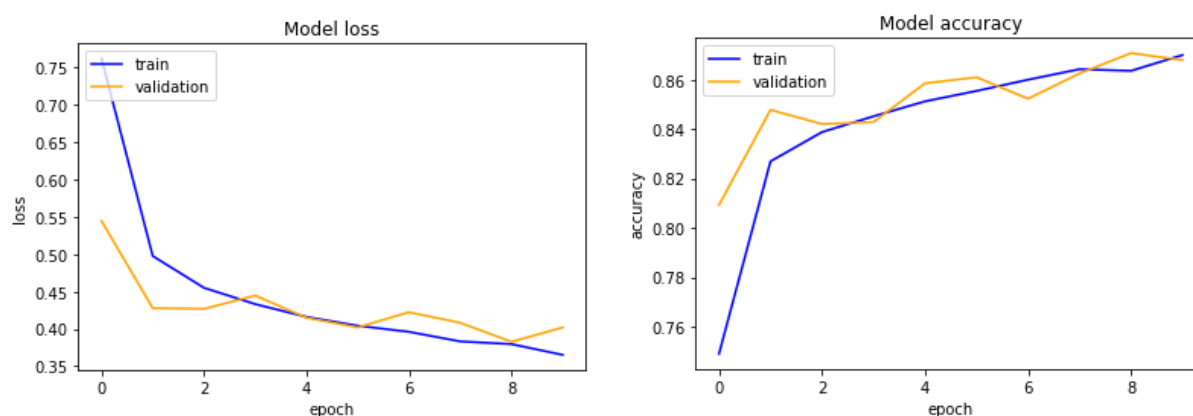 Model loss
train
validation
0.75
0.70
0.65
0.60
0.55
0.50
0.45
0.40
0.35
loss
0 2 4 6 8
epoch
Model accuracy
train
validation
0.86
0.84
0.82
0.80
0.78
0.76
accuracy
0 2 4 6 8
epoch